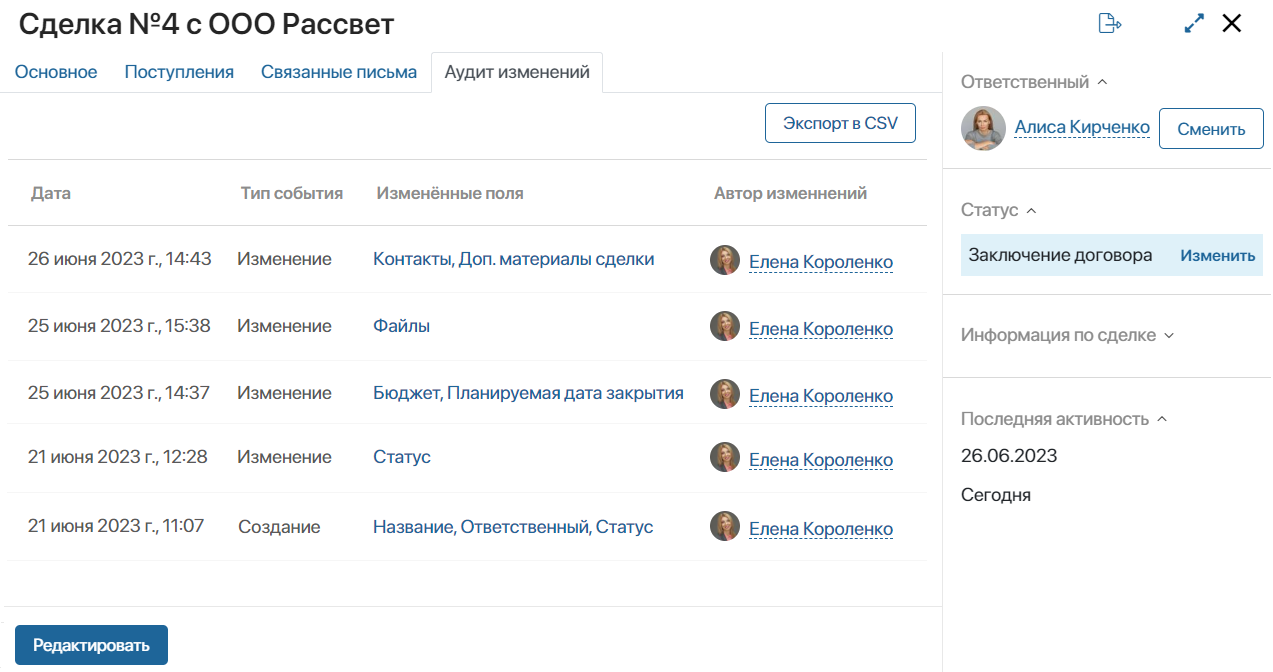 Сделка №4 с ООО Рассвет
Основное Поступления Связанные письма Аудит изменений
Экспорт в CSV
Дата Тип события Изменённые поля Автор изменнений
26 июня 2023 г., 14:43 Изменение Контакты, Доп. материалы сделки Елена Короленко
25 июня 2023 г., 15:38 Изменение Файлы Елена Короленко
25 июня 2023 г., 14:37 Изменение Бюджет, Планируемая дата закрытия Елена Короленко
21 июня 2023 г., 12:28 Изменение Статус Елена Короленко
21 июня 2023 г., 11:07 Создание Название, Ответственный, Статус Елена Короленко
Редактировать
Ответственный
Алиса Кирченко Сменить
Статус
Заключение договора Изменить
Информация по сделке
Последняя активность
26.06.2023
Сегодня